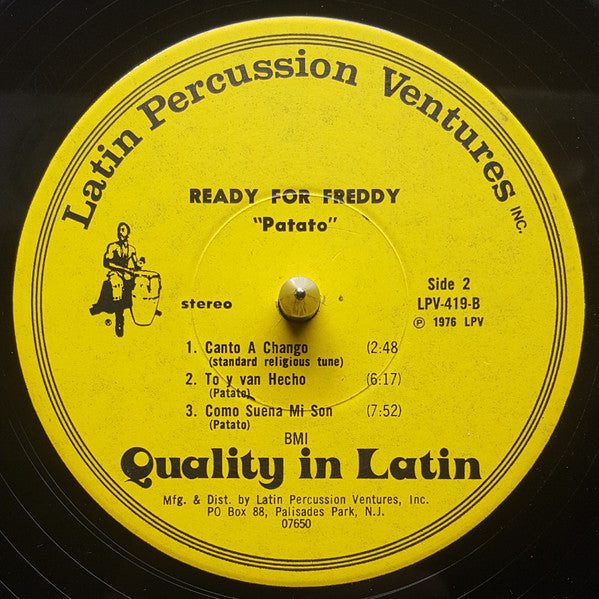 Latin Percussion Ventures INC.
READY FOR FREDDY
"Patato"
®
stereo
Side 2
LPV-419-B
℗ 1976 LPV
1. Canto A Chango (2:48
(standard religious tune)
2. To y van Hecho (6:17)
(Patato)
3. Como Suena Mi Son (7:52)
(Patato)
BMI
Quality in Latin
Mfg. & Dist. by Latin Percussion Ventures, Inc.
PO Box 88, Palisades Park, N.J.
07650